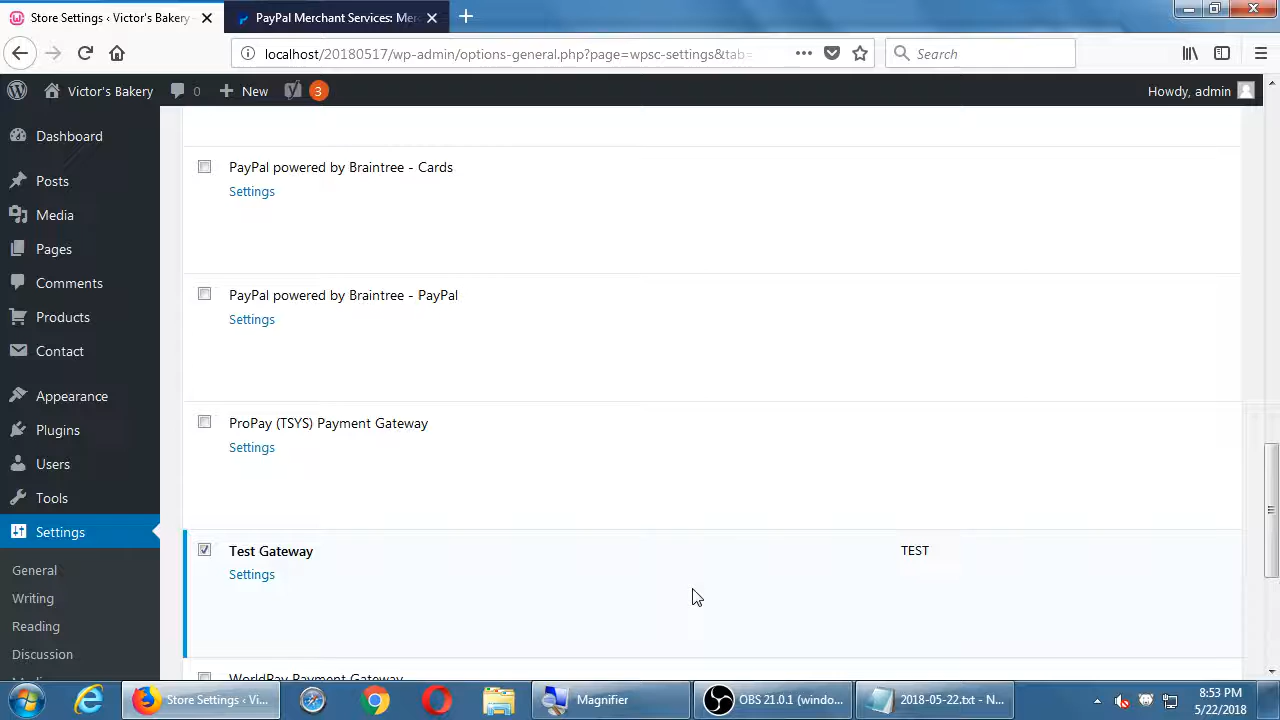 Store Settings ‹ Victor's Bakery
PayPal Merchant Services: Mer
localhost/20180517/wp-admin/options-general.php?page=wpsc-settings&tab=
Search
Victor's Bakery
0
New
3
Howdy, admin
Dashboard
Posts
Media
Pages
Comments
Products
Contact
Appearance
Plugins
Users
Tools
Settings
General
Writing
Reading
Discussion
PayPal powered by Braintree - Cards
Settings
PayPal powered by Braintree - PayPal
Settings
ProPay (TSYS) Payment Gateway
Settings
Test Gateway
TEST
Settings
WorldPay Payment Gateway
Store Settings ‹ Vi...
Magnifier
OBS 21.0.1 (windo...
2018-05-22.txt - N...
8:53 PM
5/22/2018